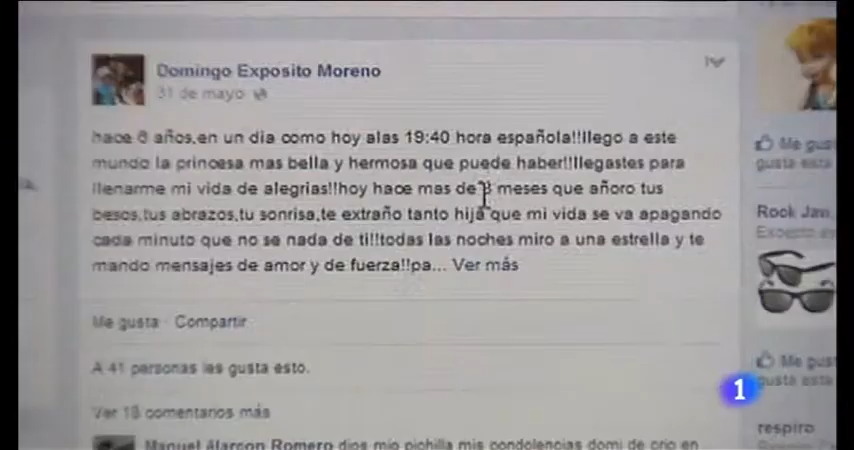 Domingo Exposito Moreno
31 de mayo
hace 6 años,en un dia como hoy alas 19:40 hora española!!llego a este
mundo la princesa mas bella y hermosa que puede haber!!llegastes para
llenarme mi vida de alegrias!!hoy hace mas de meses que añoro tus
besos,tus abrazos,tu sonrisa,te extraño tanto hija que mi vida se va apagando
cada minuto que no se nada de ti!!todas las noches miro a una estrella y te
mando mensajes de amor y de fuerza!!pa... Ver más
Me gusta · Compartir
A 41 personas les gusta esto.
Ver 18 comentarios más
Manuel Alarcon Romero dios mio pichilla mis condolencias domi de crio en
Me gus
gusta esta
Rock Jav
Me gus
gusta esta
respiro
1